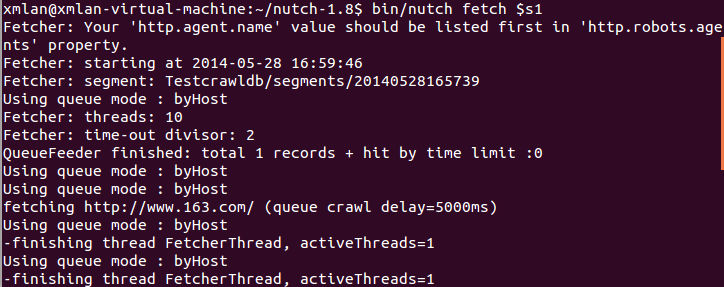 xmlan@xmlan-virtual-machine:~/nutch-1.8$ bin/nutch fetch $s1
Fetcher: Your 'http.agent.name' value should be listed first in 'http.robots.age
nts' property.
Fetcher: starting at 2014-05-28 16:59:46
Fetcher: segment: Testcrawldb/segments/20140528165739
Using queue mode : byHost
Fetcher: threads: 10
Fetcher: time-out divisor: 2
QueueFeeder finished: total 1 records + hit by time limit :0
Using queue mode : byHost
Using queue mode : byHost
fetching http://www.163.com/ (queue crawl delay=5000ms)
Using queue mode : byHost
-finishing thread FetcherThread, activeThreads=1
Using queue mode : byHost
-finishing thread FetcherThread, activeThreads=1